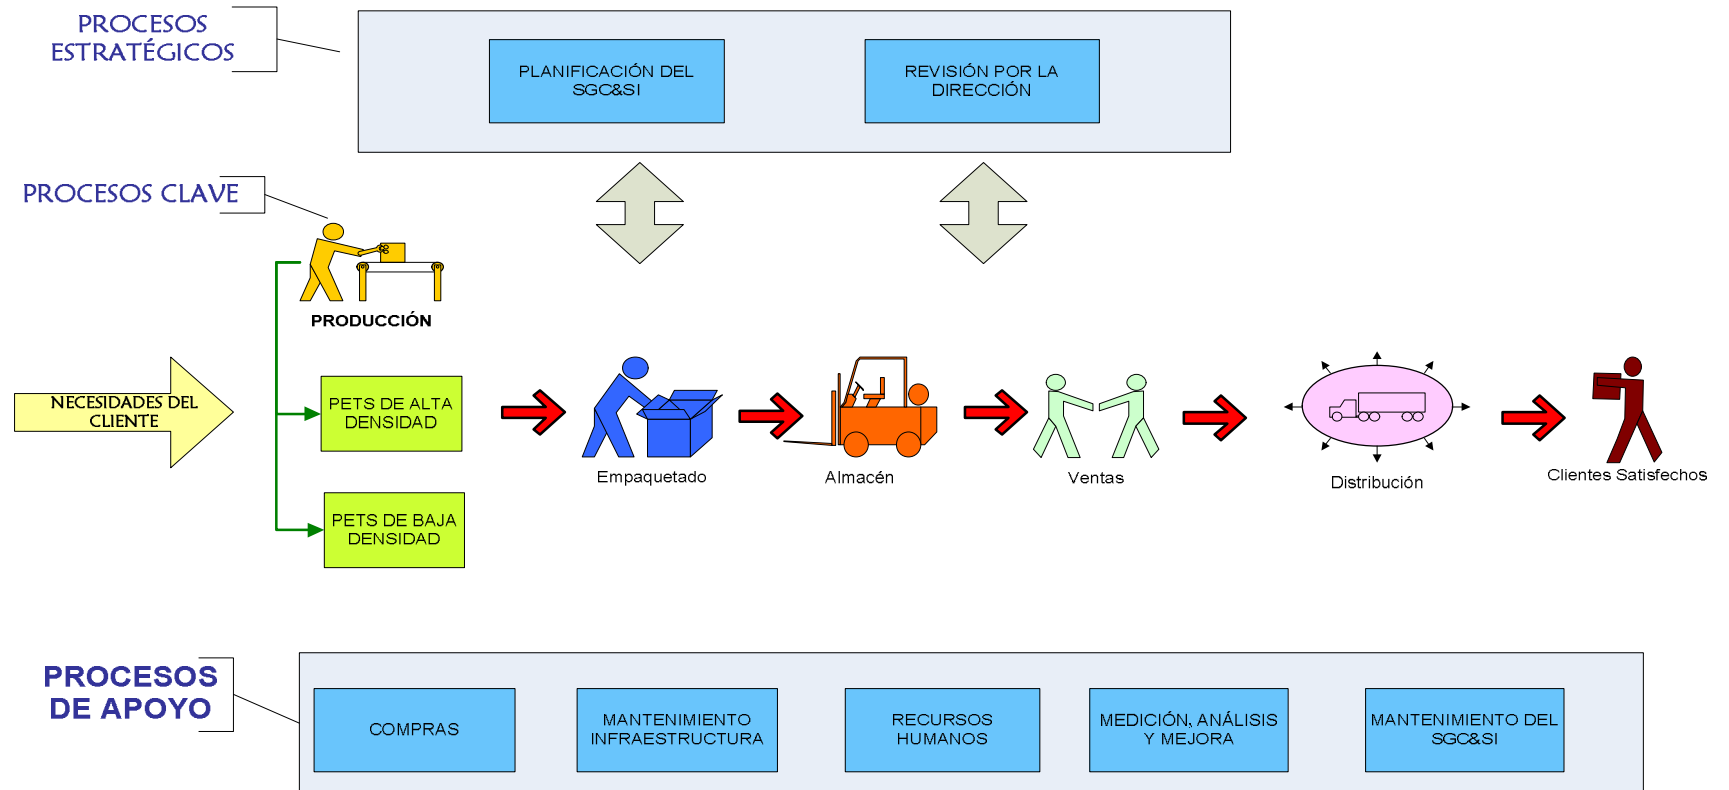 PROCESOS
ESTRATÉGICOS
PLANIFICACIÓN DEL
SGC&SI
REVISIÓN POR LA
DIRECCIÓN
PROCESOS CLAVE
PRODUCCIÓN
NECESIDADES DEL
CLIENTE
PETS DE ALTA
DENSIDAD
PETS DE BAJA
DENSIDAD
Empaquetado
Almacén
Ventas
Distribución
Clientes Satisfechos
PROCESOS
DE APOYO
COMPRAS
MANTENIMIENTO
INFRAESTRUCTURA
RECURSOS
HUMANOS
MEDICIÓN, ANÁLISIS
Y MEJORA
MANTENIMIENTO DEL
SGC&SI